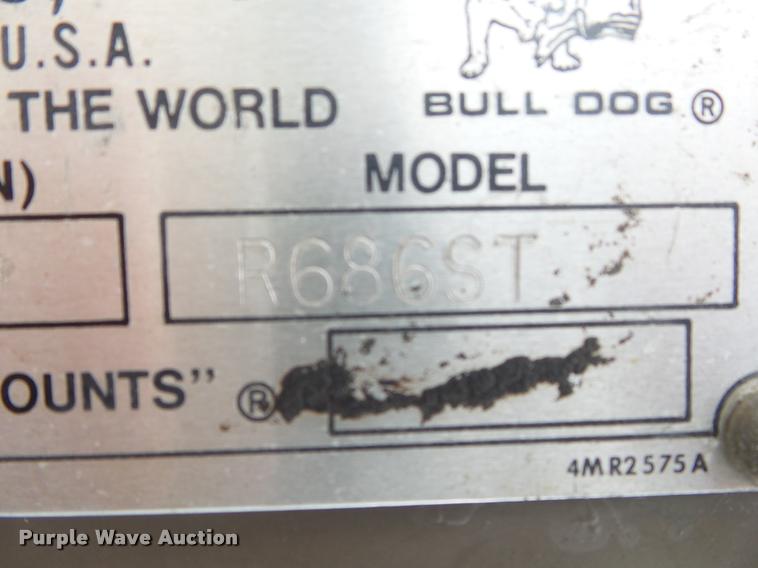 U.S.A.
THE WORLD
BULL DOG ®
N)
MODEL
R686ST
OUNTS" ®
4MR2575A
Purple Wave Auction